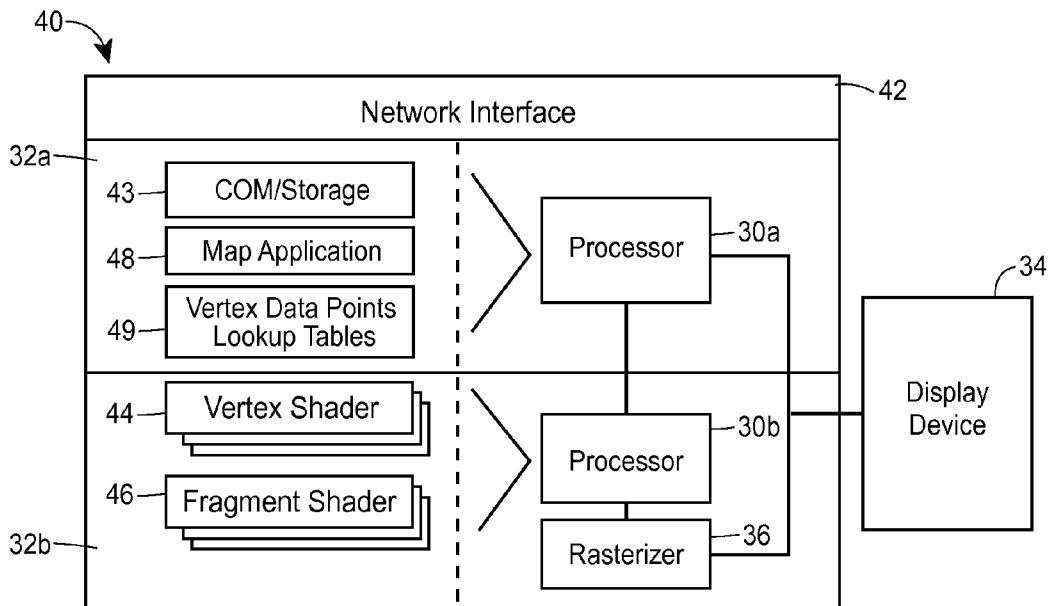 40
42
Network Interface
32a
43
COM/Storage
48
Map Application
49
Vertex Data Points
Lookup Tables
Processor
30a
34
Display
Device
44
Vertex Shader
30b
Processor
46
Fragment Shader
36
Rasterizer
32b